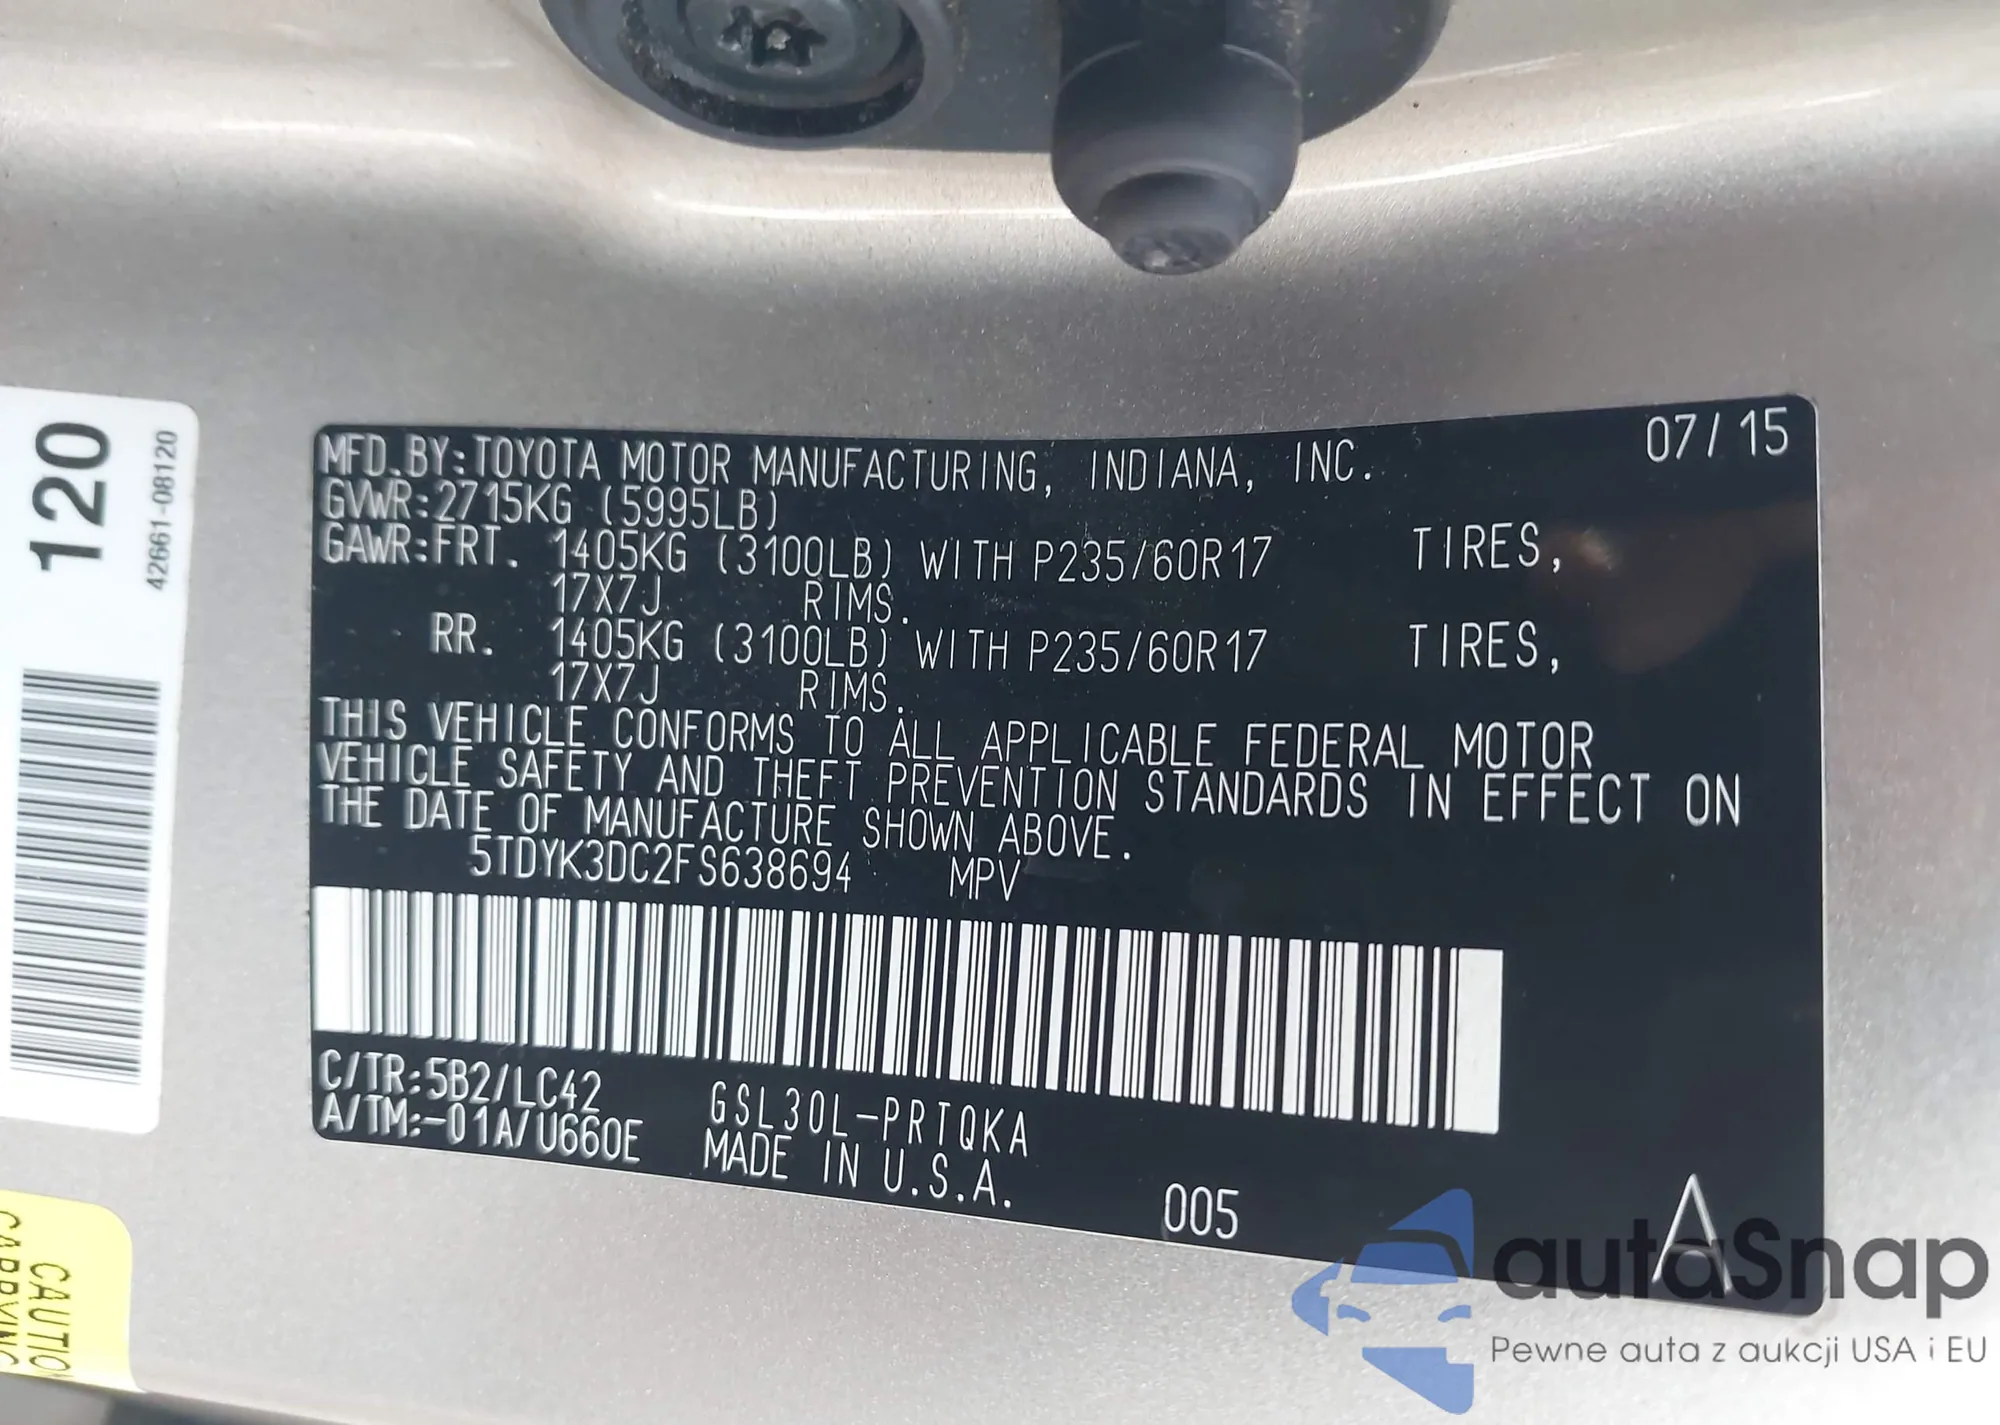 MFD.BY:TOYOTA MOTOR MANUFACTURING, INDIANA, INC. 07/15
GVWR:2715KG (5995LB)
GAWR:FRT. 1405KG (3100LB) WITH P235/60R17 TIRES,
17X7J RIMS.
RR. 1405KG (3100LB) WITH P235/60R17 TIRES,
17X7J RIMS.
THIS VEHICLE CONFORMS TO ALL APPLICABLE FEDERAL MOTOR
VEHICLE SAFETY AND THEFT PREVENTION STANDARDS IN EFFECT ON
THE DATE OF MANUFACTURE SHOWN ABOVE.
5TDYK3DC2FS638694 MPV
C/TR:5B2/LC42 GSL30L-PRTQKA
A/TM:-01A/U660E MADE IN U.S.A.
005 A
120
42661-08120
CAUTION
autoSnap
Pewne auta z aukcji USA i EU